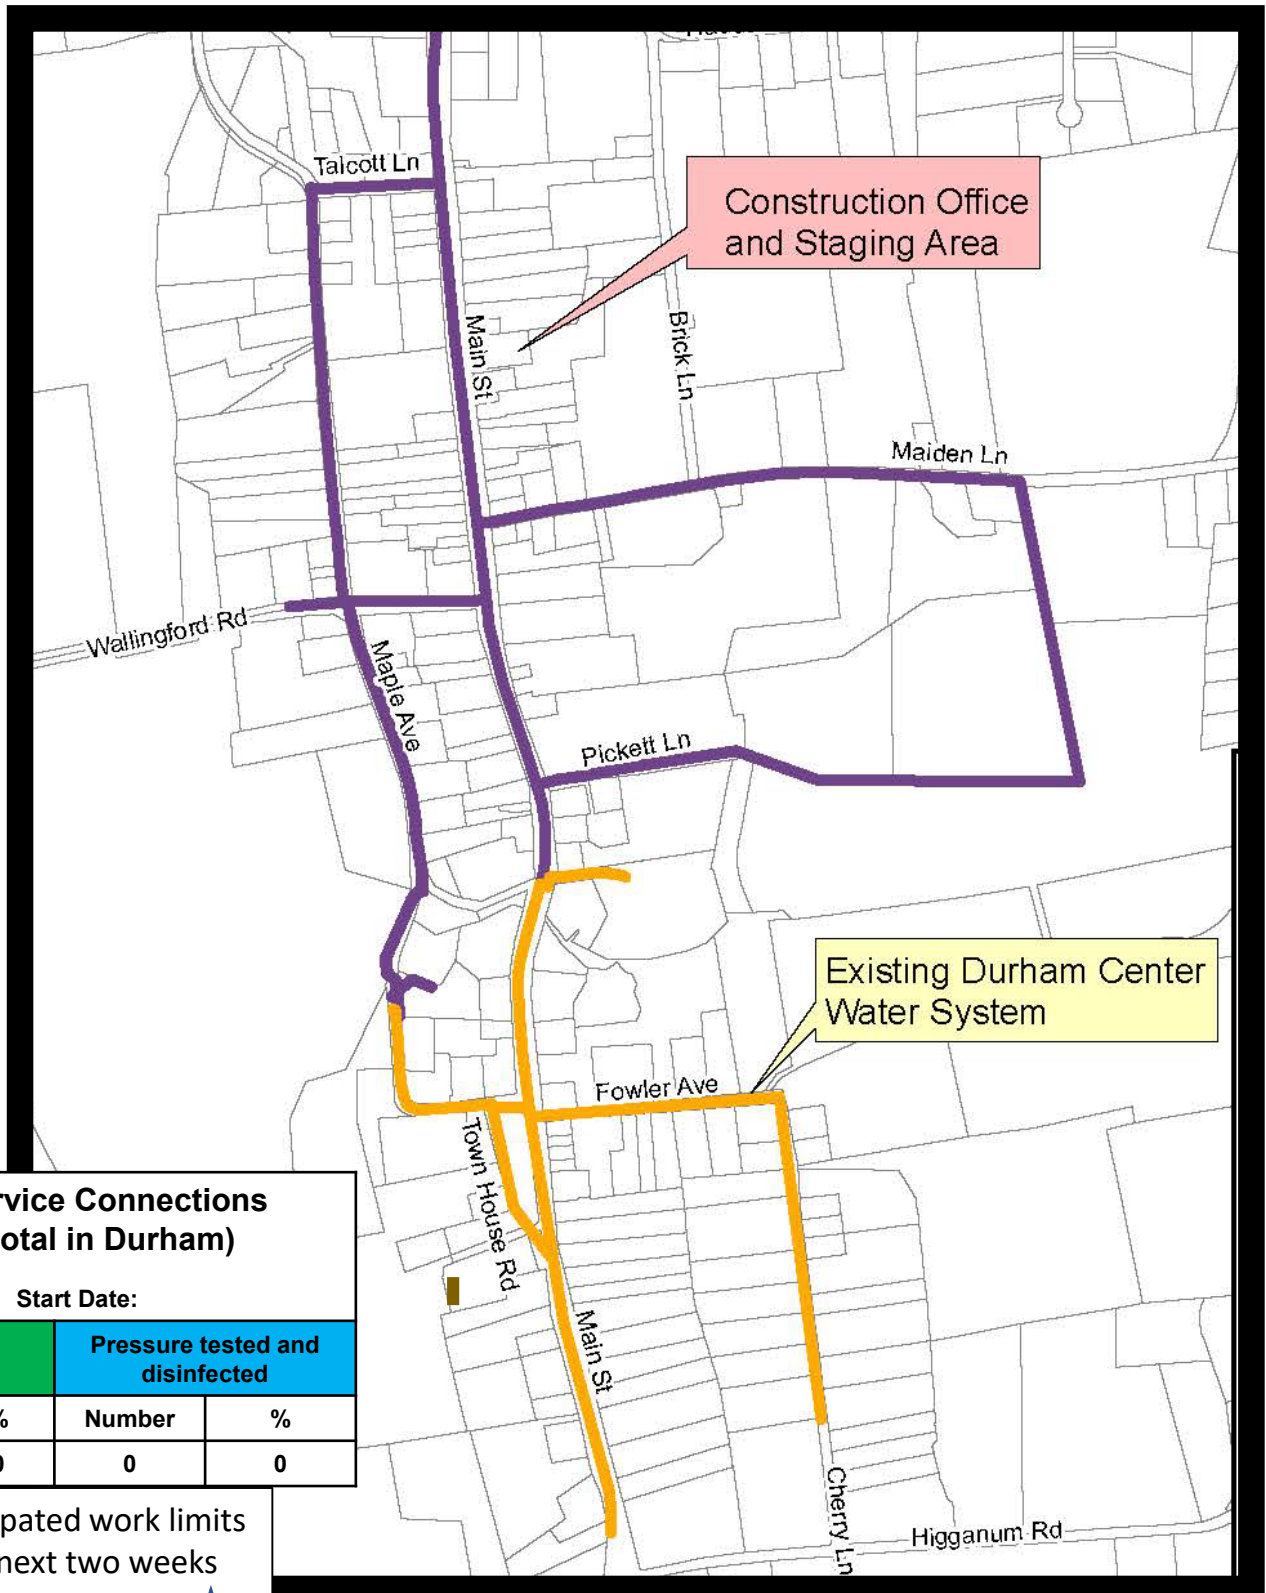 Talcott Ln
Construction Office
and Staging Area
Main St
Brick Ln
Maiden Ln
Wallingford Rd
Maple Ave
Pickett Ln
Existing Durham Center
Water System
Fowler Ave
Town House Rd
Main St
Cherry Ln
Higganum Rd
rvice Connections
otal in Durham)
Start Date:
Pressure tested and
disinfected
% Number %
0 0 0
pated work limits
next two weeks